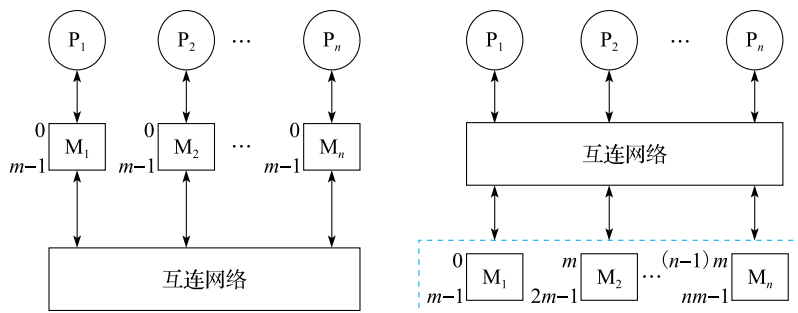 P₁ P₂ … Pₙ
0 0 0
M₁ M₂ … Mₙ
m−1 m−1 m−1
互连网络
P₁ P₂ … Pₙ
互连网络
0 m (n−1) m
M₁ M₂ … Mₙ
m−1 2m−1 nm−1